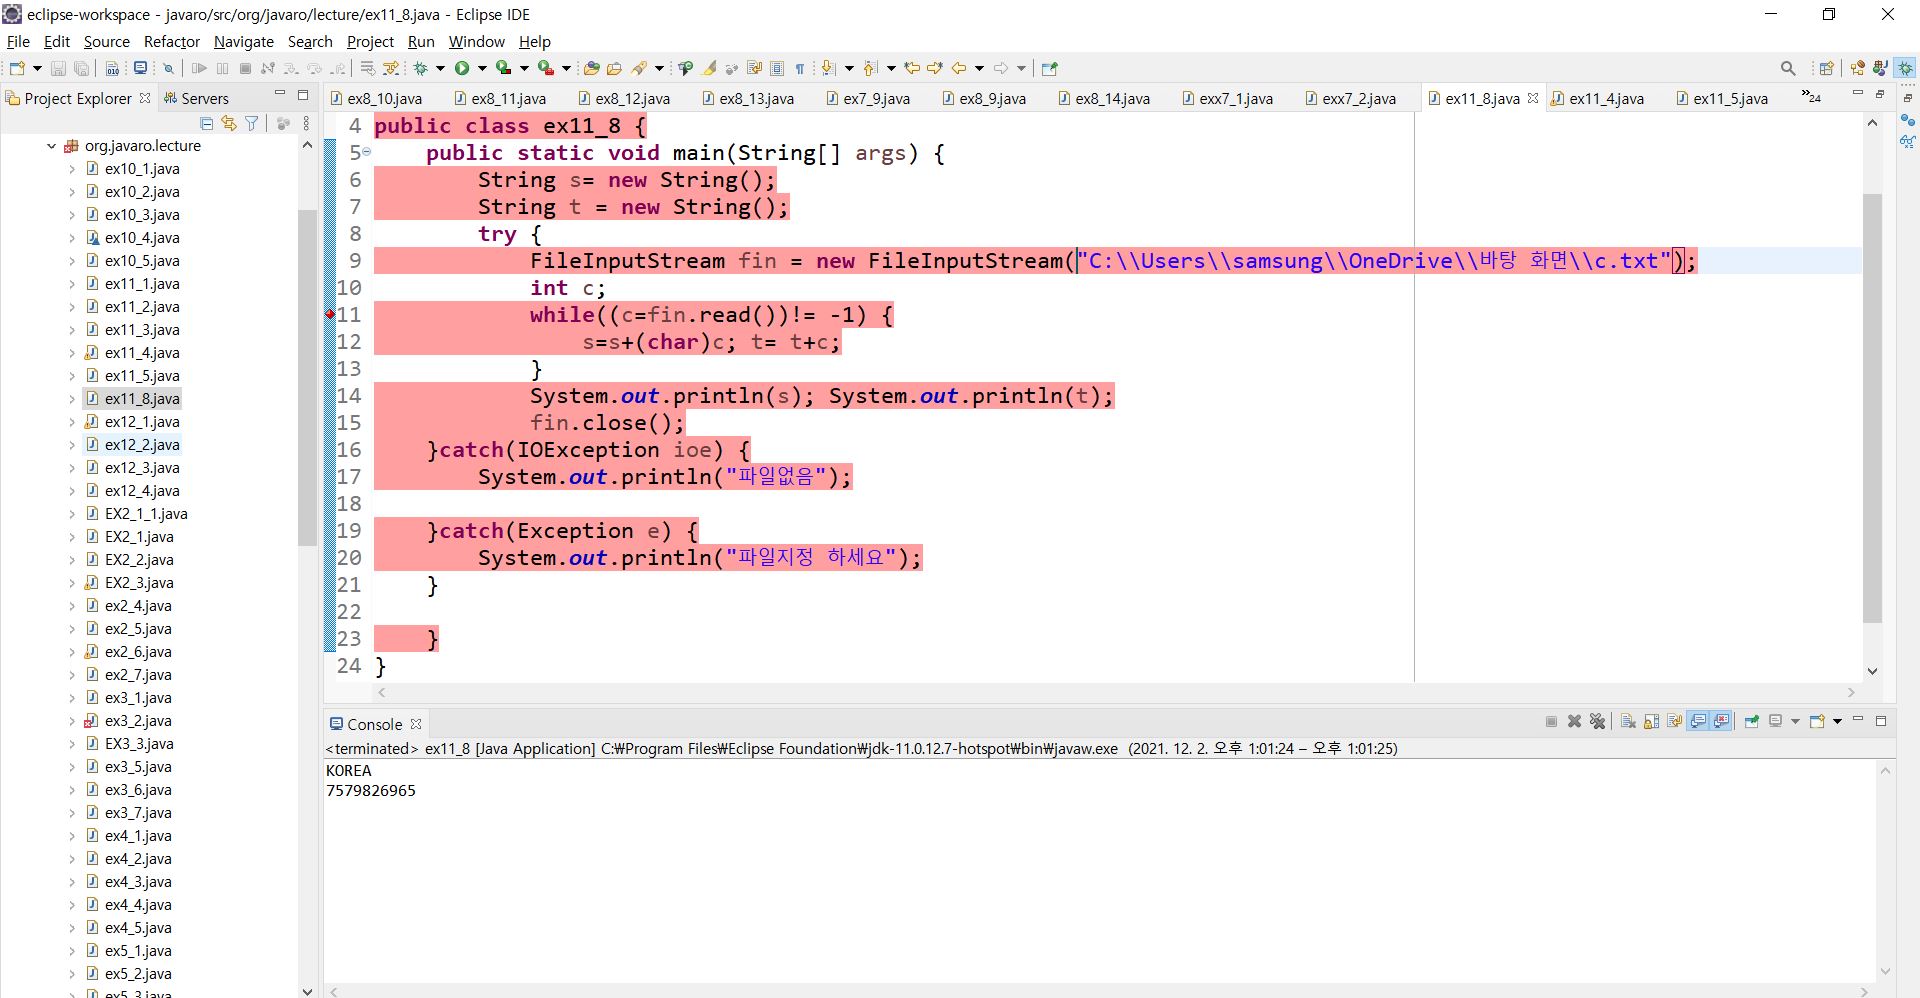 eclipse-workspace - javaro/src/org/javaro/lecture/ex11_8.java - Eclipse IDE
File Edit Source Refactor Navigate Search Project Run Window Help
Project Explorer Servers
org.javaro.lecture
ex10_1.java
ex10_2.java
ex10_3.java
ex10_4.java
ex10_5.java
ex11_1.java
ex11_2.java
ex11_3.java
ex11_4.java
ex11_5.java
ex11_8.java
ex12_1.java
ex12_2.java
ex12_3.java
ex12_4.java
EX2_1_1.java
EX2_1.java
EX2_2.java
EX2_3.java
ex2_4.java
ex2_5.java
ex2_6.java
ex2_7.java
ex3_1.java
ex3_2.java
EX3_3.java
ex3_5.java
ex3_6.java
ex3_7.java
ex4_1.java
ex4_2.java
ex4_3.java
ex4_4.java
ex4_5.java
ex5_1.java
ex5_2.java
ex5_3.java
ex8_10.java ex8_11.java ex8_12.java ex8_13.java ex7_9.java ex8_9.java ex8_14.java exx7_1.java exx7_2.java ex11_8.java ex11_4.java ex11_5.java »24
4 public class ex11_8 {
5 public static void main(String[] args) {
6 String s= new String();
7 String t = new String();
8 try {
9 FileInputStream fin = new FileInputStream("C:\\Users\\samsung\\OneDrive\\바탕 화면\\c.txt");
10 int c;
11 while((c=fin.read())!= -1) {
12 s=s+(char)c; t= t+c;
13 }
14 System.out.println(s); System.out.println(t);
15 fin.close();
16 }catch(IOException ioe) {
17 System.out.println("파일없음");
18
19 }catch(Exception e) {
20 System.out.println("파일지정 하세요");
21 }
22
23 }
24 }
Console
<terminated> ex11_8 [Java Application] C:₩Program Files₩Eclipse Foundation₩jdk-11.0.12.7-hotspot₩bin₩javaw.exe (2021. 12. 2. 오후 1:01:24 – 오후 1:01:25)
KOREA
7579826965